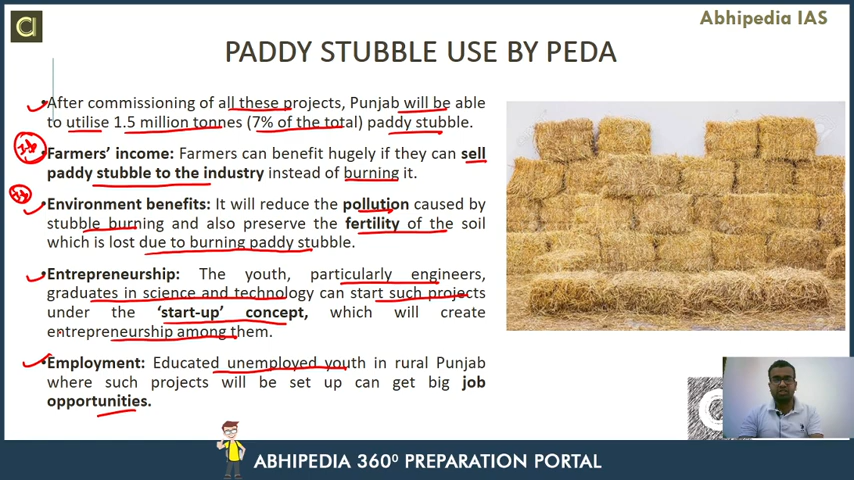 Abhipedia IAS
PADDY STUBBLE USE BY PEDA
•After commissioning of all these projects, Punjab will be able
to utilise 1.5 million tonnes (7% of the total) paddy stubble.
•Farmers' income: Farmers can benefit hugely if they can sell
paddy stubble to the industry instead of burning it.
•Environment benefits: It will reduce the pollution caused by
stubble burning and also preserve the fertility of the soil
which is lost due to burning paddy stubble.
•Entrepreneurship: The youth, particularly engineers,
graduates in science and technology can start such projects
under the ‘start-up’ concept, which will create
entrepreneurship among them.
•Employment: Educated unemployed youth in rural Punjab
where such projects will be set up can get big job
opportunities.
ABHIPEDIA 360⁰ PREPARATION PORTAL